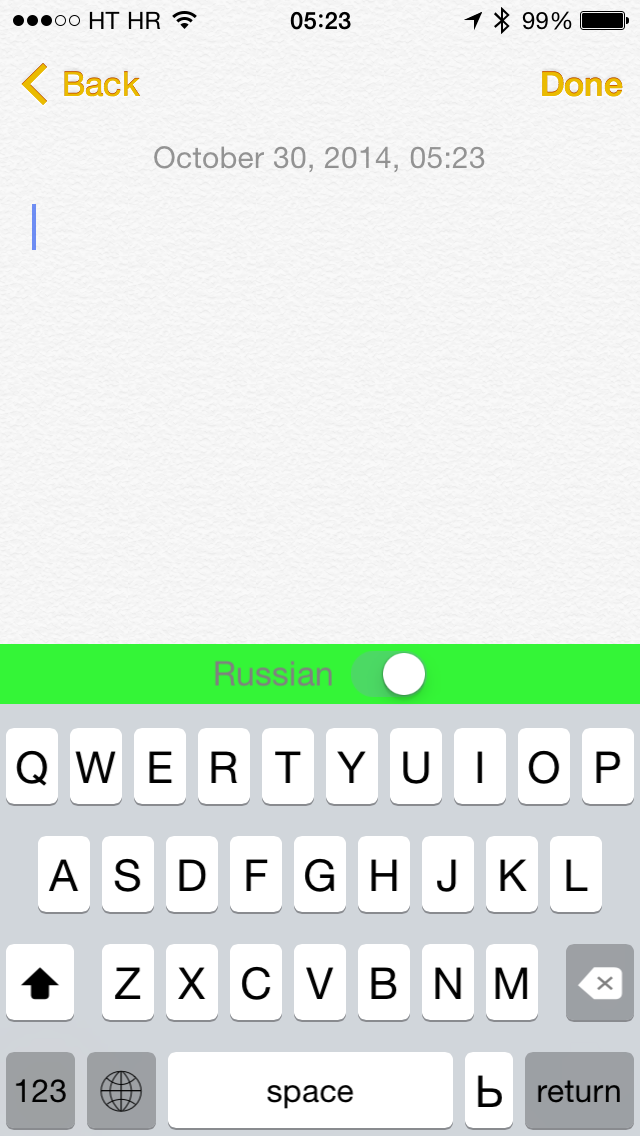 HT HR 05:23 99%
Back Done
October 30, 2014, 05:23
Russian
Q W E R T Y U I O P
A S D F G H J K L
Z X C V B N M
123 space Ь return